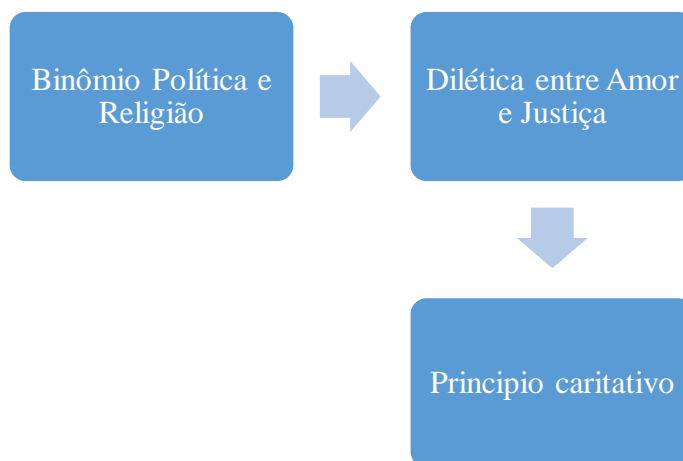 Binômio Política e
Religião
Dilética entre Amor
e Justiça
Principio caritativo